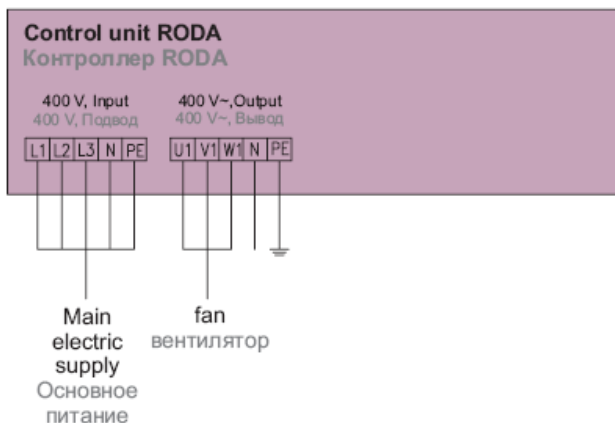 Control unit RODA
Контроллер RODA
400 V, Input
400 V, Подвод
L1 L2 L3 N PE
400 V~,Output
400 V~, Вывод
U1 V1 W1 N PE
Main
electric
supply
Основное
питание
fan
вентилятор